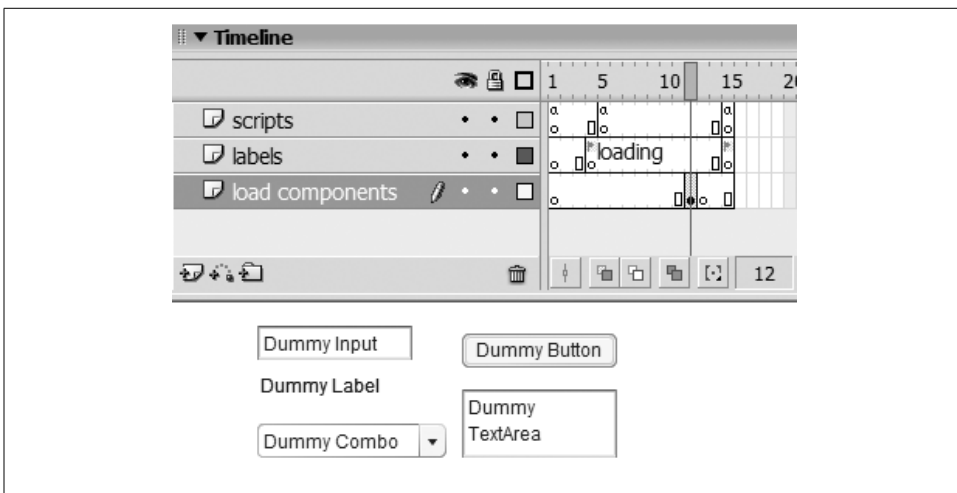 Timeline
1 5 10 15 2
scripts
labels
loading
load components
12
Dummy Input
Dummy Button
Dummy Label
Dummy
TextArea
Dummy Combo